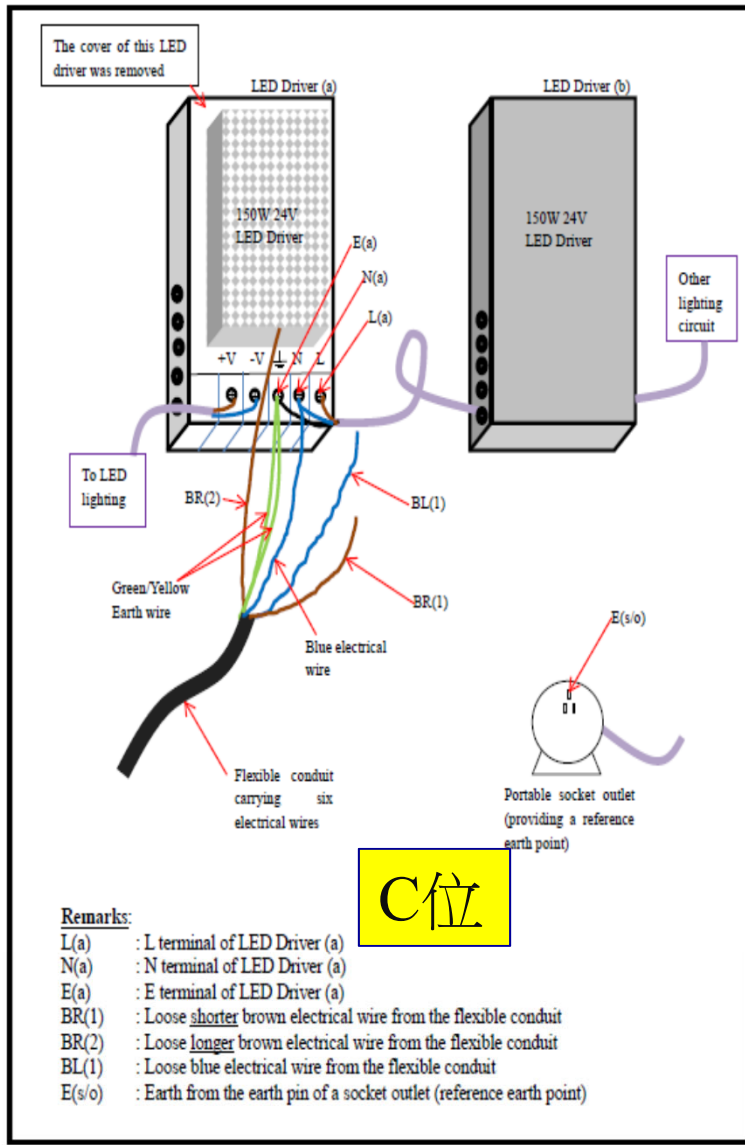 The cover of this LED
driver was removed
LED Driver (a)
LED Driver (b)
150W 24V
LED Driver
150W 24V
LED Driver
E(a)
N(a)
L(a)
Other
lighting
circuit
+V -V N L
To LED
lighting
BR(2)
BL(1)
Green/Yellow
Earth wire
BR(1)
Blue electrical
wire
E(s/o)
Flexible conduit
carrying six
electrical wires
Portable socket outlet
(providing a reference
earth point)
C位
Remarks:
L(a) : L terminal of LED Driver (a)
N(a) : N terminal of LED Driver (a)
E(a) : E terminal of LED Driver (a)
BR(1) : Loose shorter brown electrical wire from the flexible conduit
BR(2) : Loose longer brown electrical wire from the flexible conduit
BL(1) : Loose blue electrical wire from the flexible conduit
E(s/o) : Earth from the earth pin of a socket outlet (reference earth point)